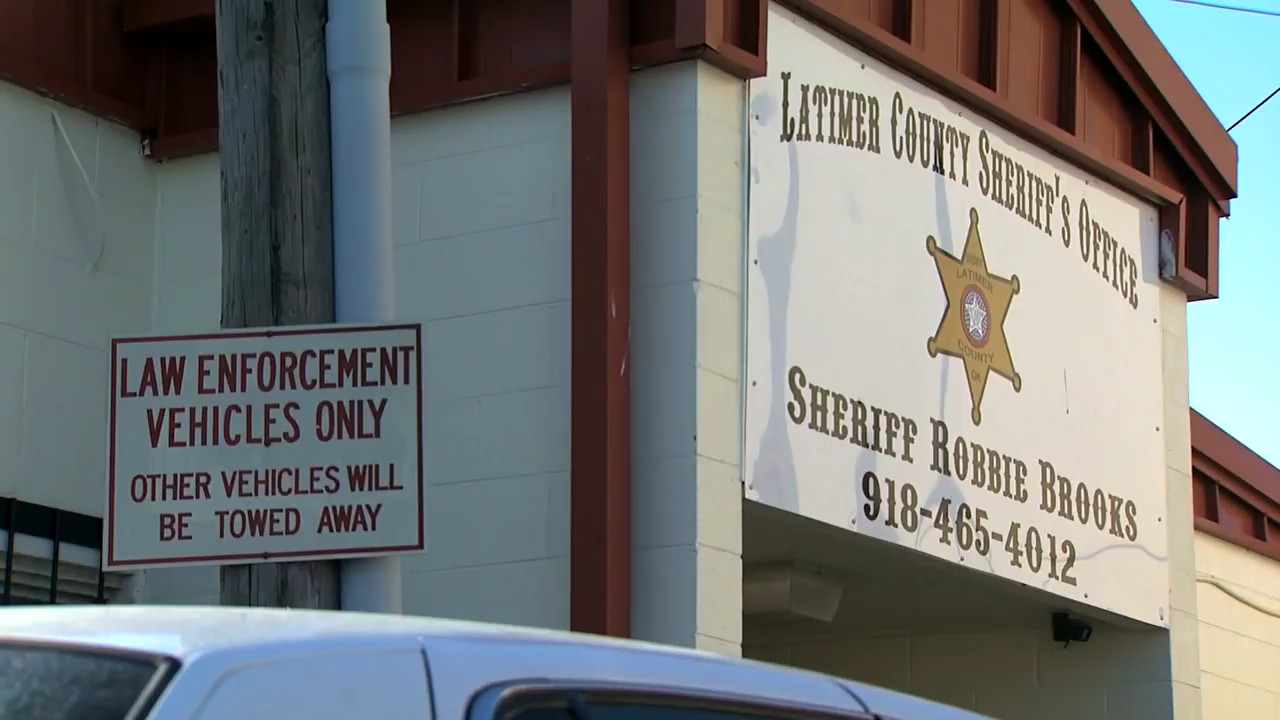 LAW ENFORCEMENT
VEHICLES ONLY
OTHER VEHICLES WILL
BE TOWED AWAY
LATIMER COUNTY SHERIFF'S OFFICE
LATIMER
COUNTY
OK
SHERIFF ROBBIE BROOKS
918-465-4012